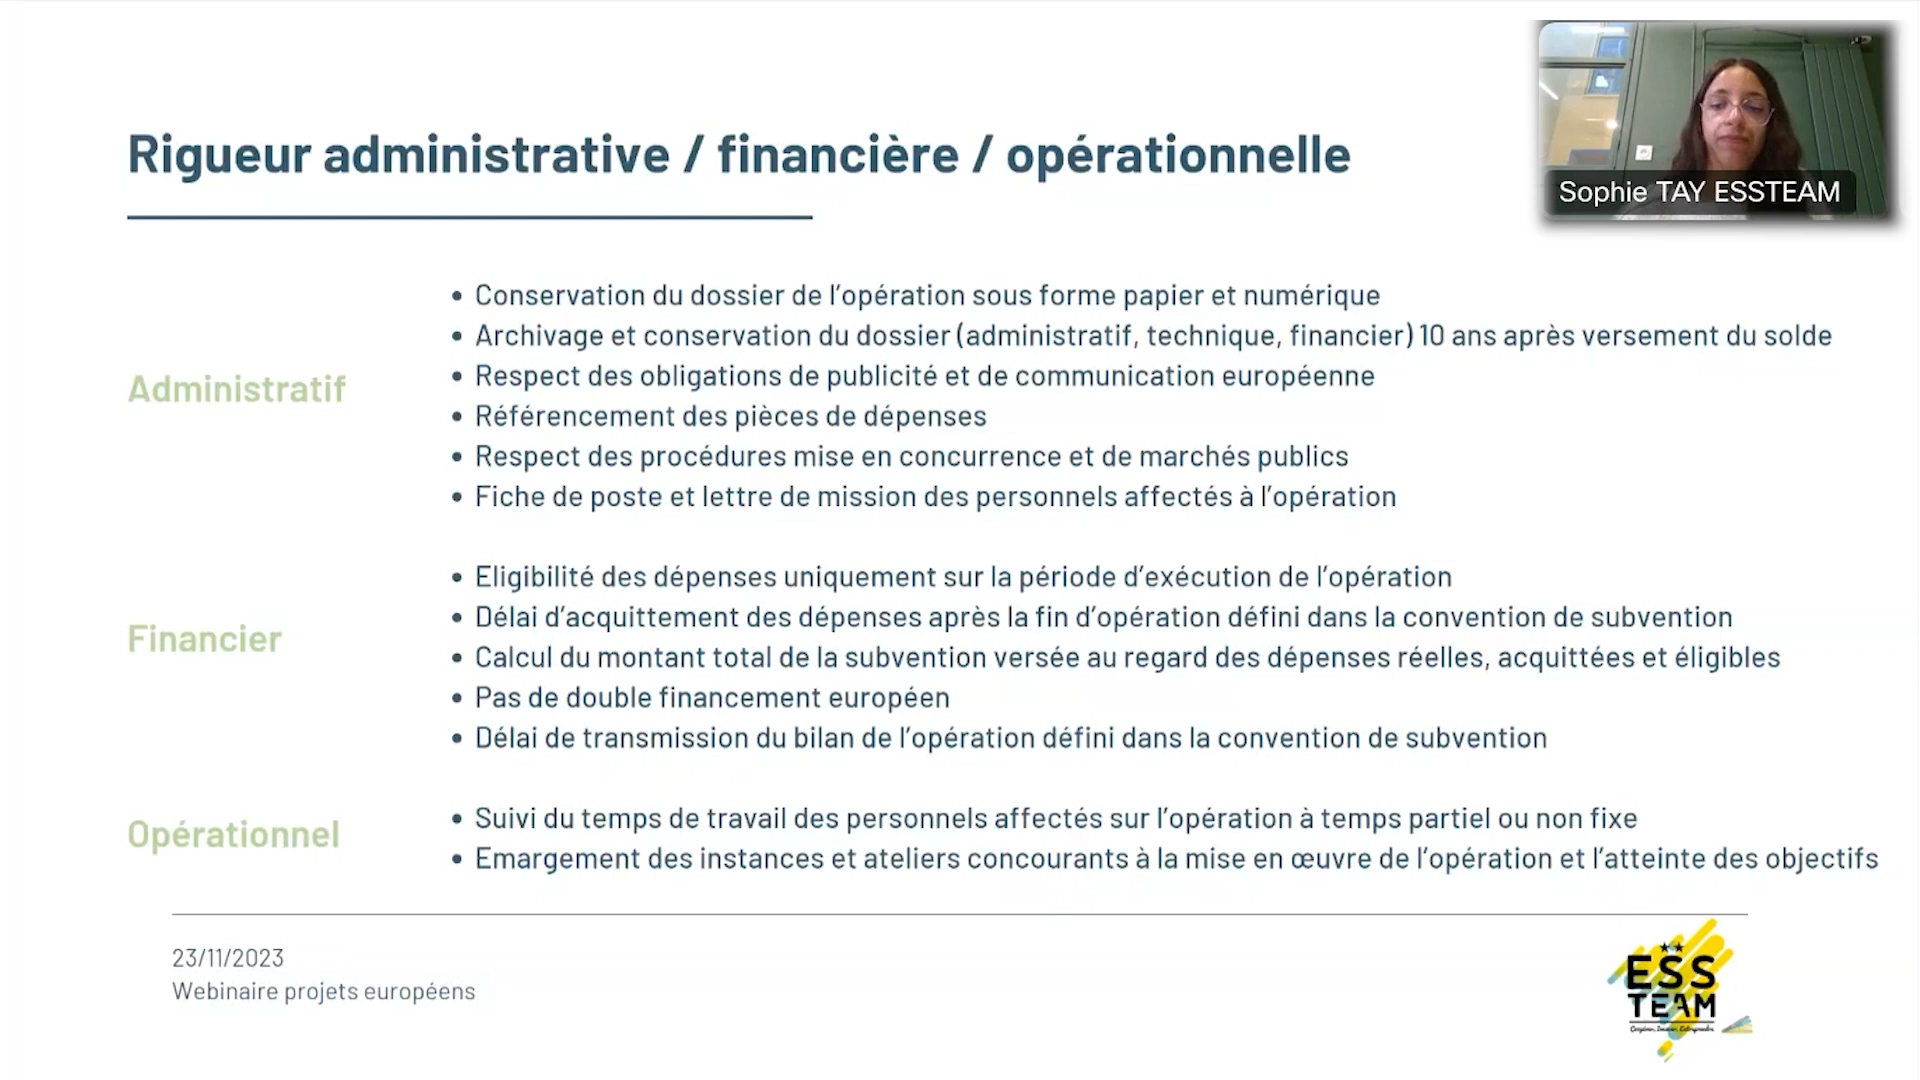 Rigueur administrative / financière / opérationnelle
Sophie TAY ESSTEAM
Administratif
Conservation du dossier de l'opération sous forme papier et numérique
Archivage et conservation du dossier (administratif, technique, financier) 10 ans après versement du solde
Respect des obligations de publicité et de communication européenne
Référencement des pièces de dépenses
Respect des procédures mise en concurrence et de marchés publics
Fiche de poste et lettre de mission des personnels affectés à l'opération
Financier
Eligibilité des dépenses uniquement sur la période d'exécution de l'opération
Délai d'acquittement des dépenses après la fin d'opération défini dans la convention de subvention
Calcul du montant total de la subvention versée au regard des dépenses réelles, acquittées et éligibles
Pas de double financement européen
Délai de transmission du bilan de l'opération défini dans la convention de subvention
Opérationnel
Suivi du temps de travail des personnels affectés sur l'opération à temps partiel ou non fixe
Emargement des instances et ateliers concourants à la mise en œuvre de l'opération et l'atteinte des objectifs
23/11/2023
Webinaire projets européens
ESS
TEAM